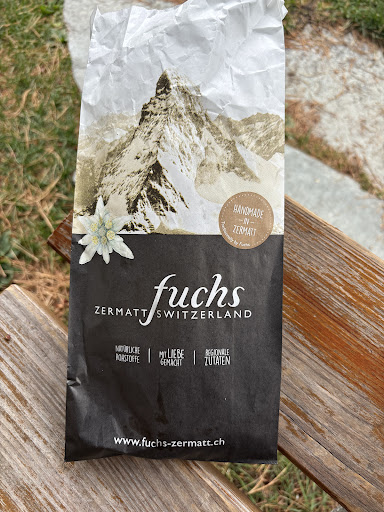 HANDMADE
IN
ZERMATT
fuchs
ZERMATT SWITZERLAND
NATÜRLICHE
ROHSTOFFE
MIT LIEBE
GEMACHT
REGIONALE
ZUTATEN
www.fuchs-zermatt.ch